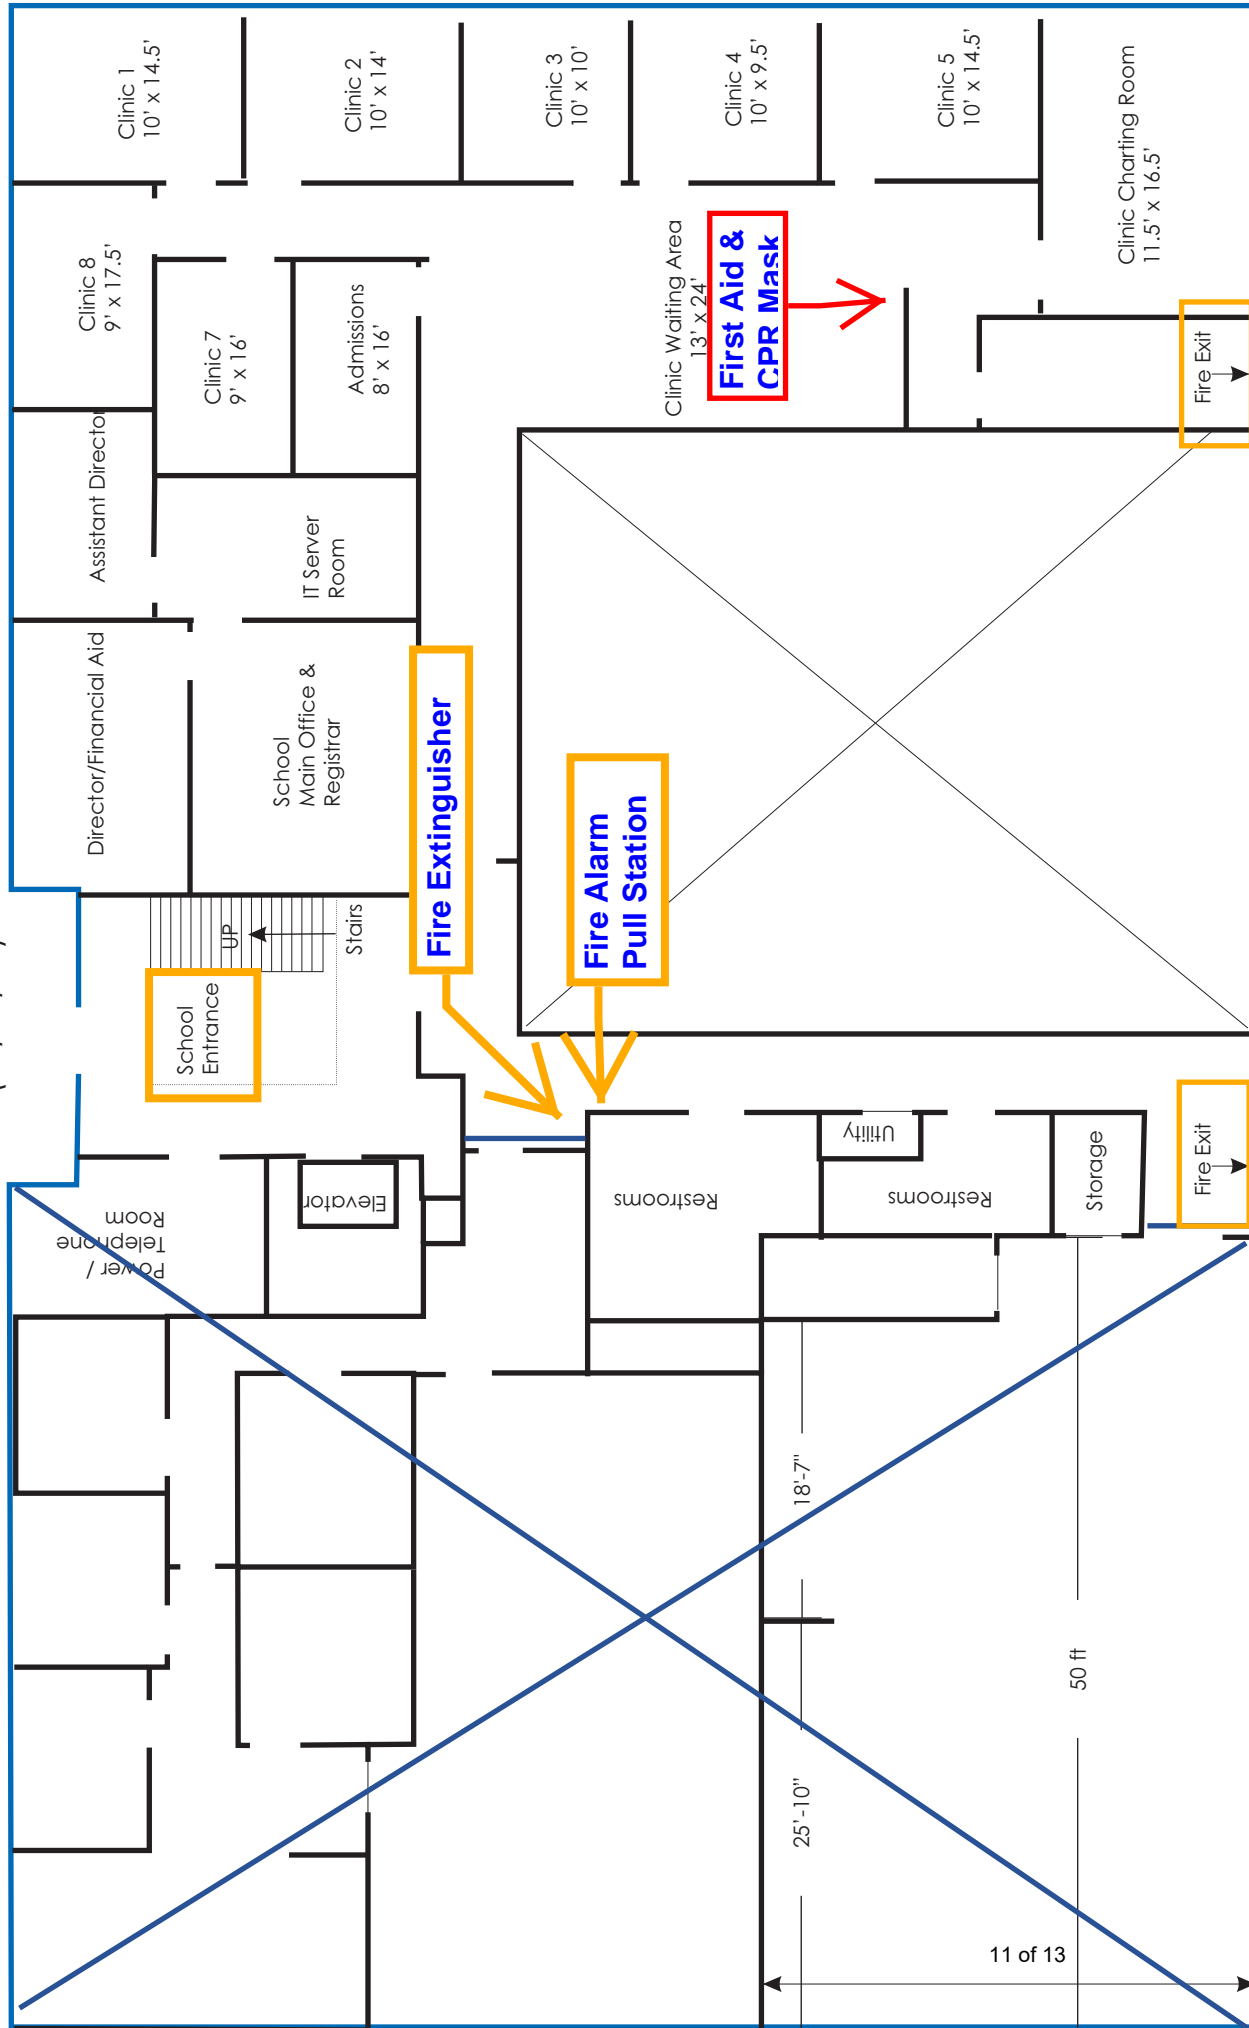 Clinic 1
10' x 14.5'
Clinic 2
10' x 14'
Clinic 3
10' x 10'
Clinic 4
10' x 9.5'
Clinic 5
10' x 14.5'
Clinic Charting Room
11.5' x 16.5'
Clinic 8
9' x 17.5'
Clinic 7
9' x 16'
Admissions
8' x 16'
Clinic Waiting Area
13' x 24'
First Aid &
CPR Mask
Fire Exit
Assistant Director
IT Server
Room
Director/Financial Aid
School
Main Office &
Registrar
Fire Extinguisher
Fire Alarm
Pull Station
UP
Stairs
School
Entrance
Power /
Telephone
Room
Elevator
Restrooms
Utility
Restrooms
Storage
Fire Exit
18'-7"
25'-10"
50 ft
11 of 13